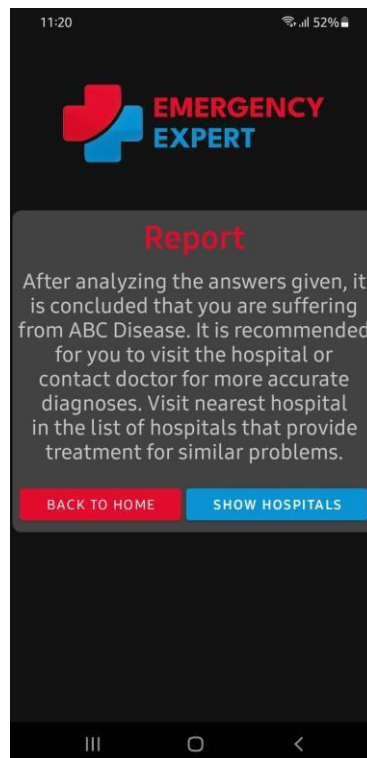 11:20 52%
EMERGENCY
EXPERT
Report
After analyzing the answers given, it
is concluded that you are suffering
from ABC Disease. It is recommended
for you to visit the hospital or
contact doctor for more accurate
diagnoses. Visit nearest hospital
in the list of hospitals that provide
treatment for similar problems.
BACK TO HOME SHOW HOSPITALS